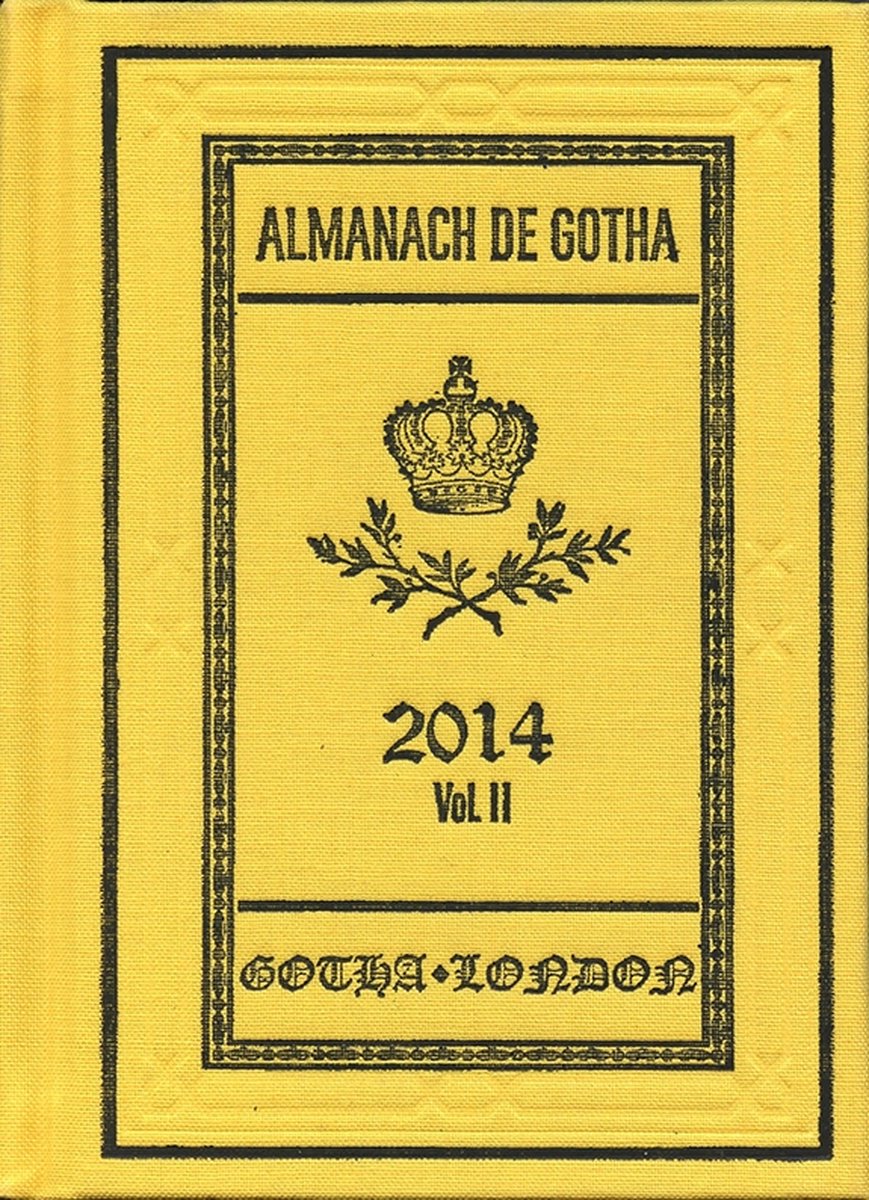 ALMANACH DE GOTHA
2014
Vol. II
GOTHA ◆ LONDON